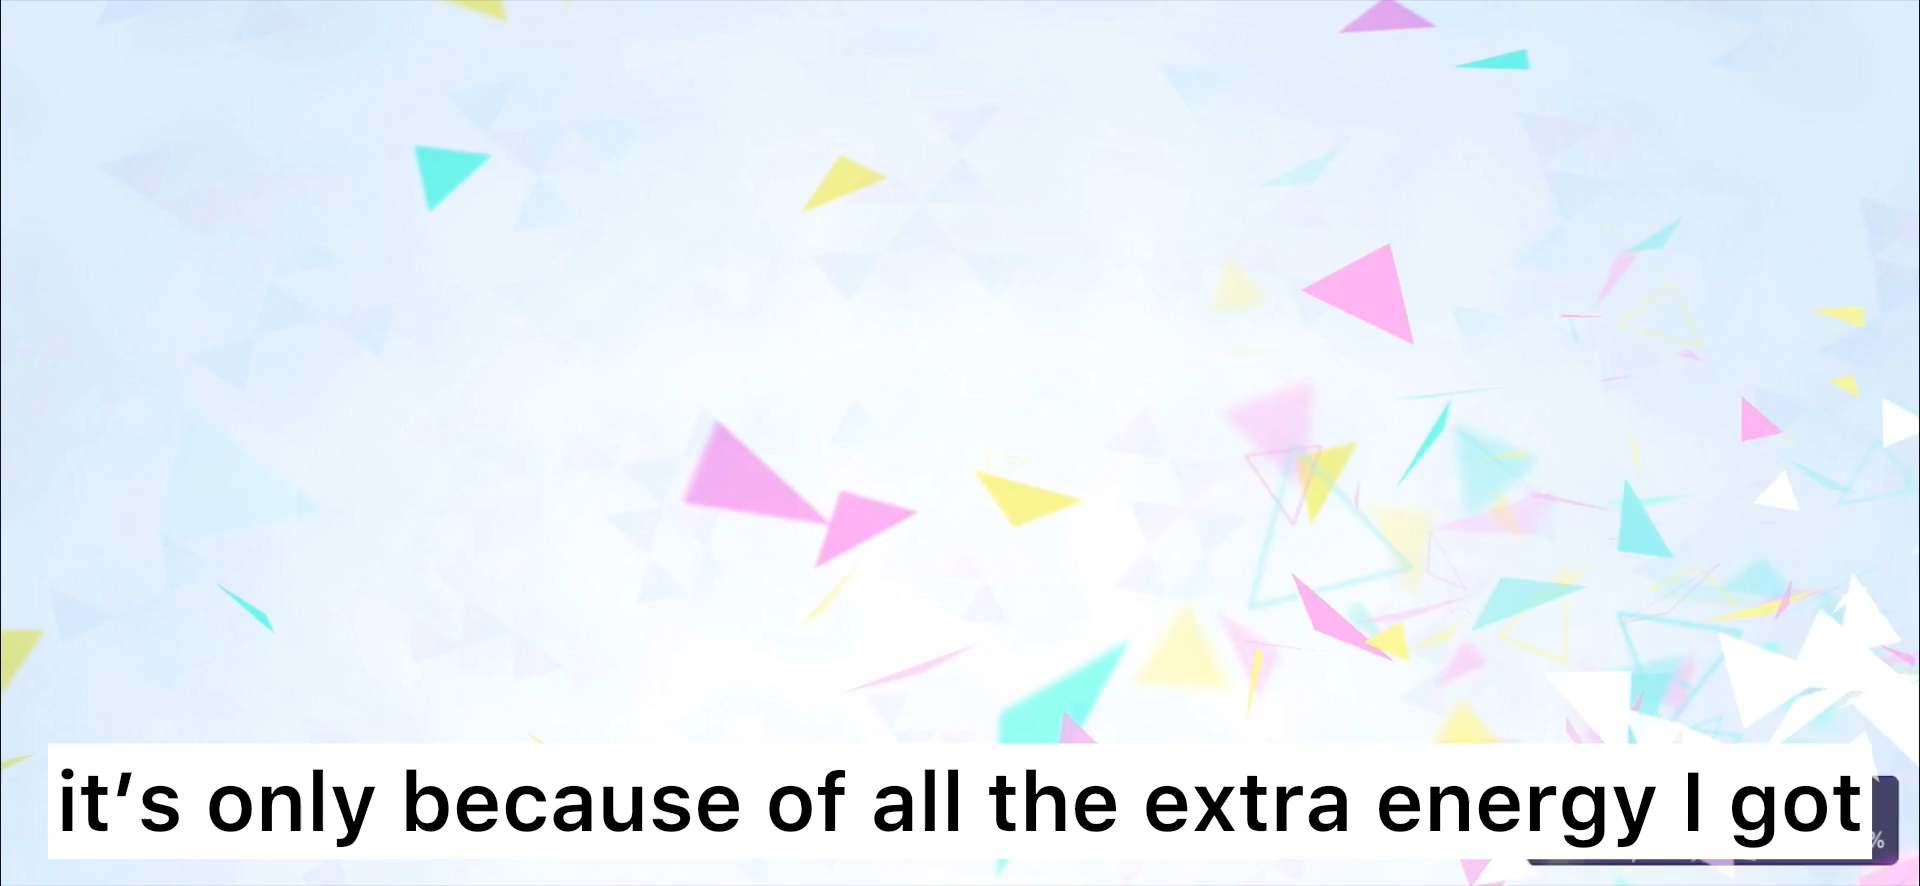 it’s only because of all the extra energy I got
%